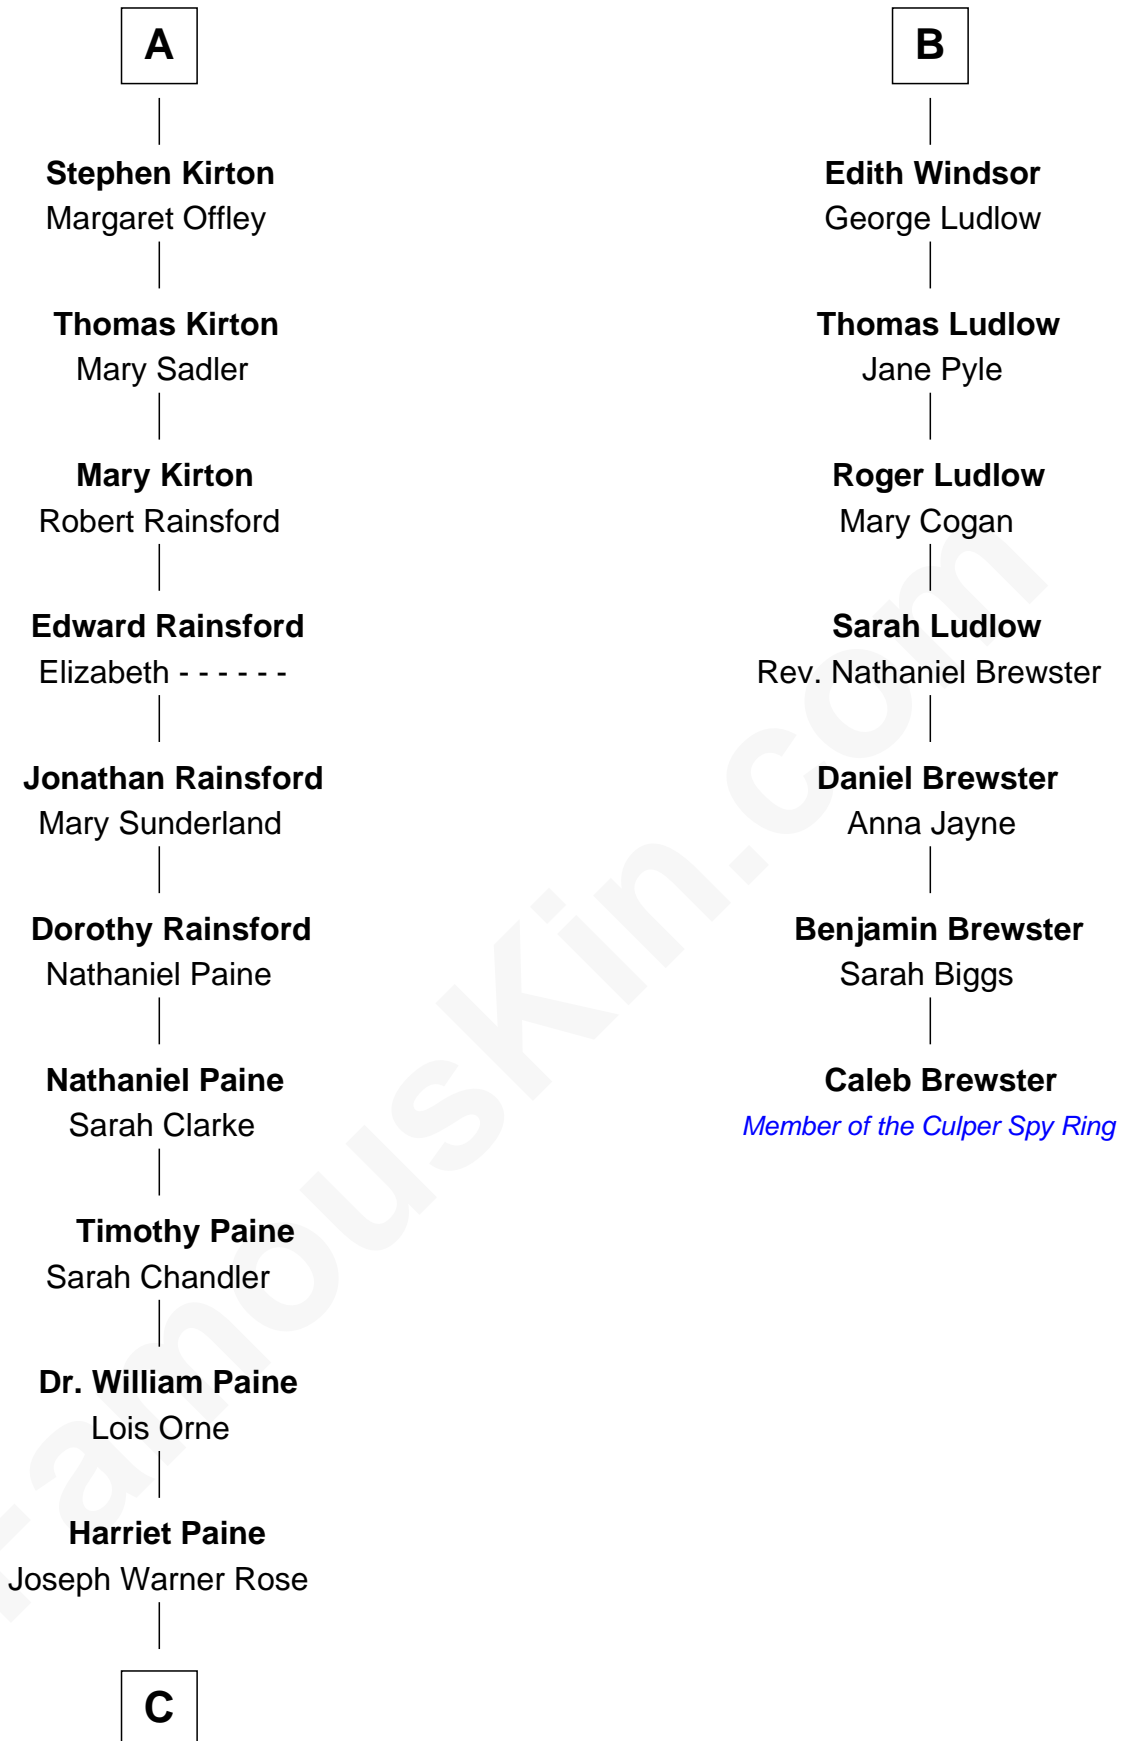 A
Stephen Kirton
Margaret Offley
Thomas Kirton
Mary Sadler
Mary Kirton
Robert Rainsford
Edward Rainsford
Elizabeth - - - - - -
Jonathan Rainsford
Mary Sunderland
Dorothy Rainsford
Nathaniel Paine
Nathaniel Paine
Sarah Clarke
Timothy Paine
Sarah Chandler
Dr. William Paine
Lois Orne
Harriet Paine
Joseph Warner Rose
C
B
Edith Windsor
George Ludlow
Thomas Ludlow
Jane Pyle
Roger Ludlow
Mary Cogan
Sarah Ludlow
Rev. Nathaniel Brewster
Daniel Brewster
Anna Jayne
Benjamin Brewster
Sarah Biggs
Caleb Brewster
Member of the Culper Spy Ring
FamousKin.com